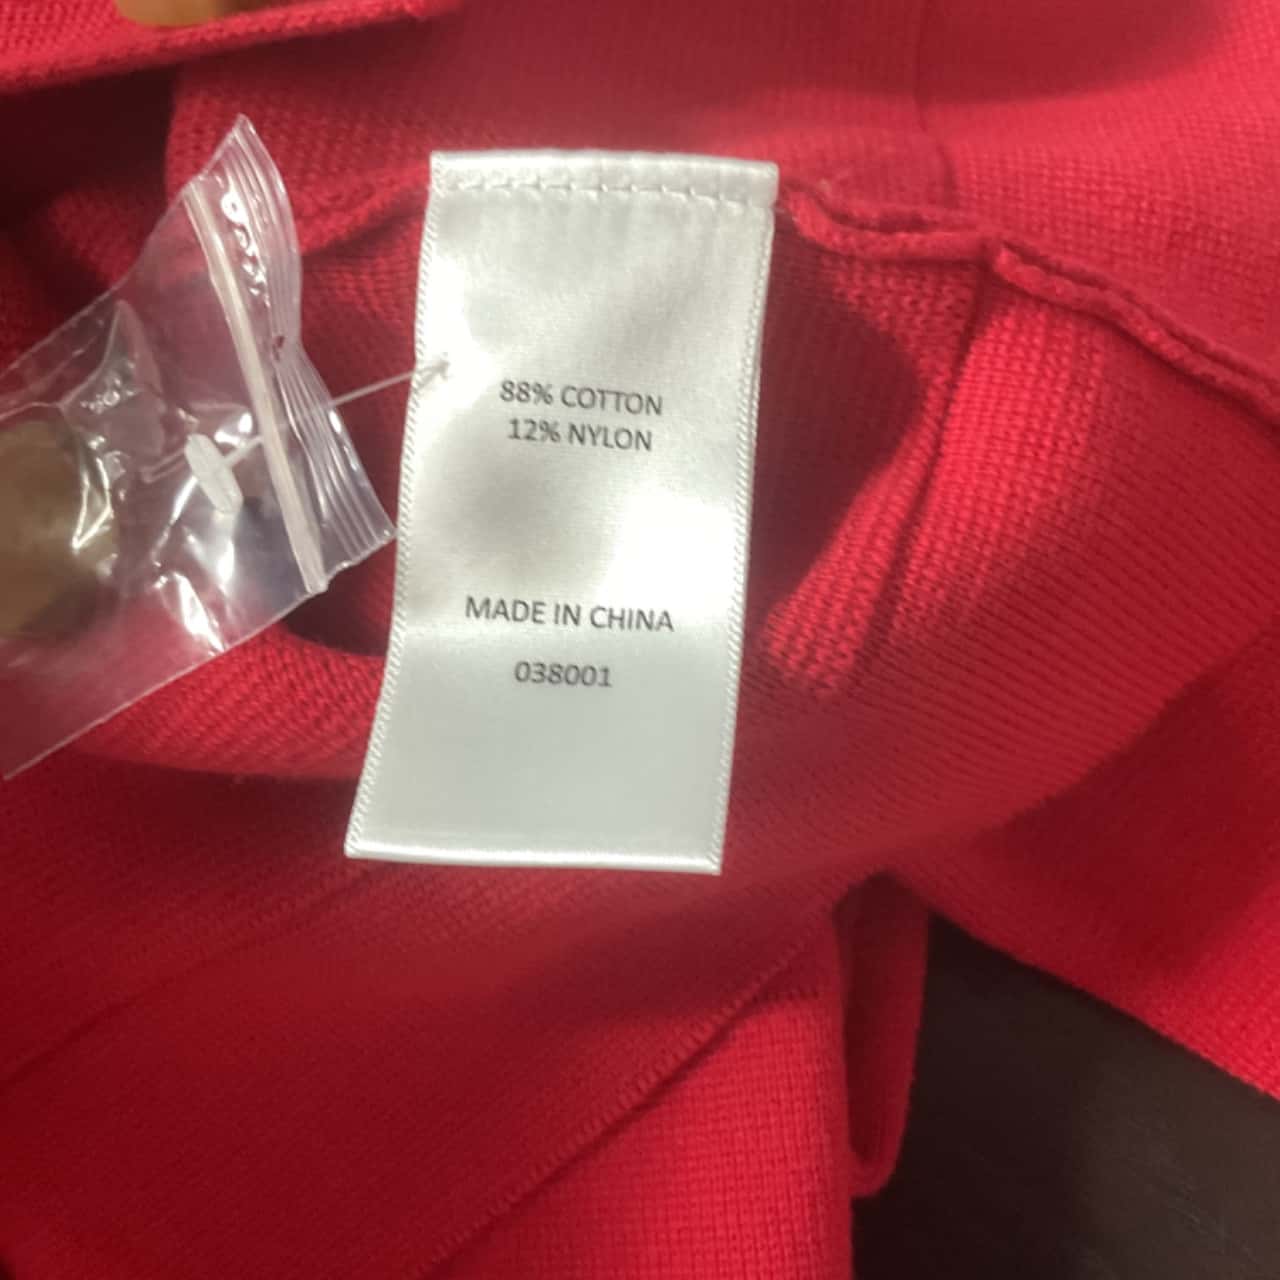 88% COTTON
12% NYLON
MADE IN CHINA
038001